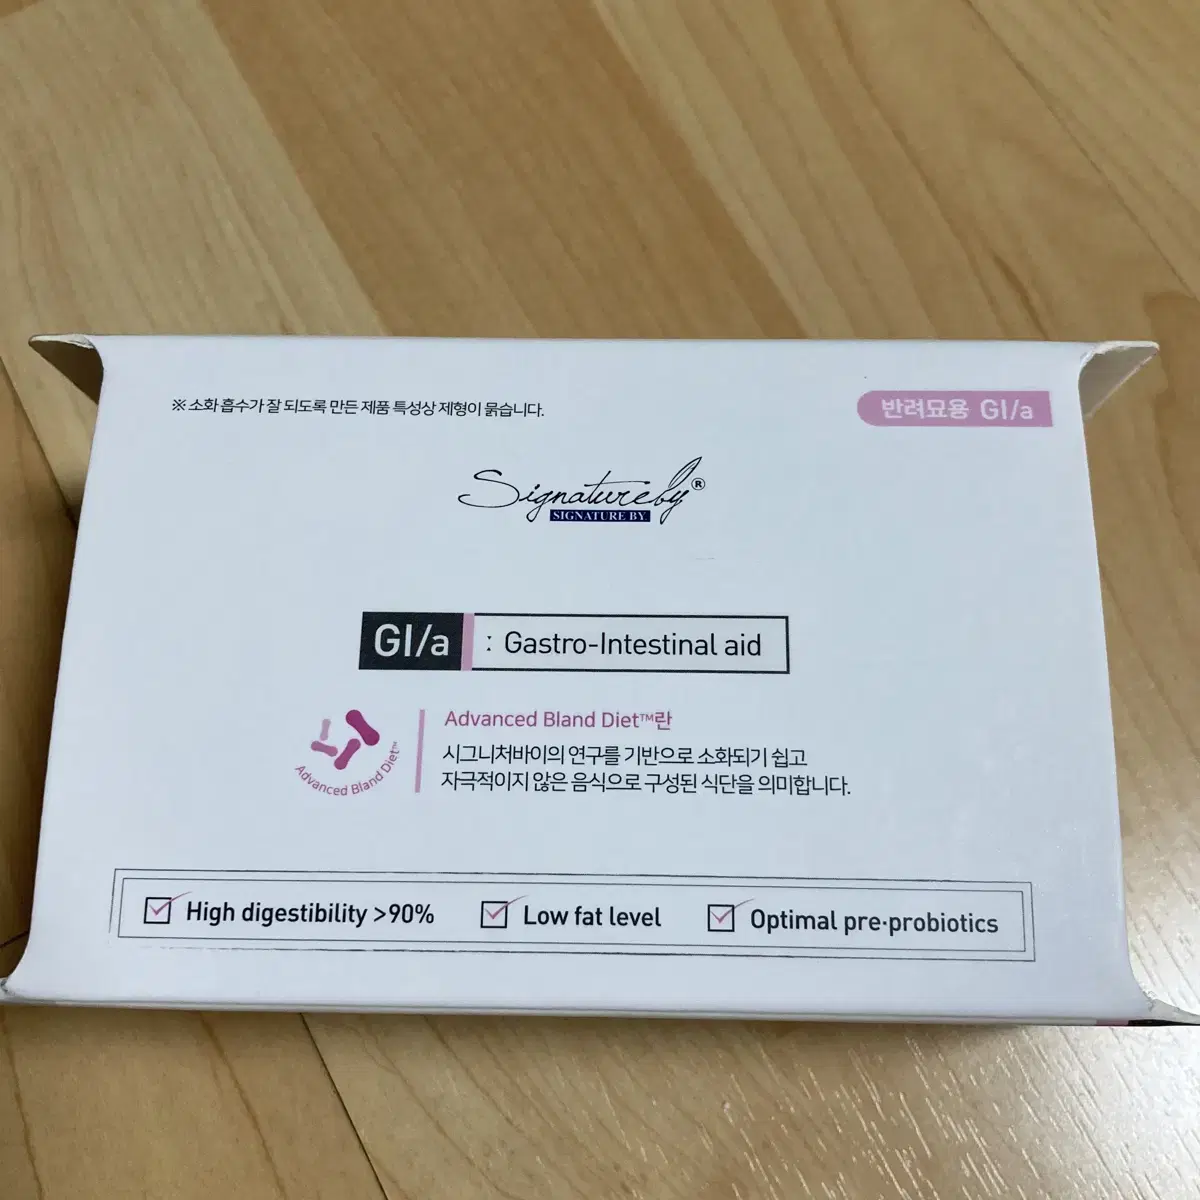 ※ 소화 흡수가 잘 되도록 만든 제품 특성상 제형이 묽습니다.
반려묘용 GI/a
Signatureby®
SIGNATURE BY
GI/a : Gastro-Intestinal aid
Advanced Bland Diet™란
시그니처바이의 연구를 기반으로 소화되기 쉽고
자극적이지 않은 음식으로 구성된 식단을 의미합니다.
Advanced Bland Diet™
High digestibility >90% Low fat level Optimal pre·probiotics